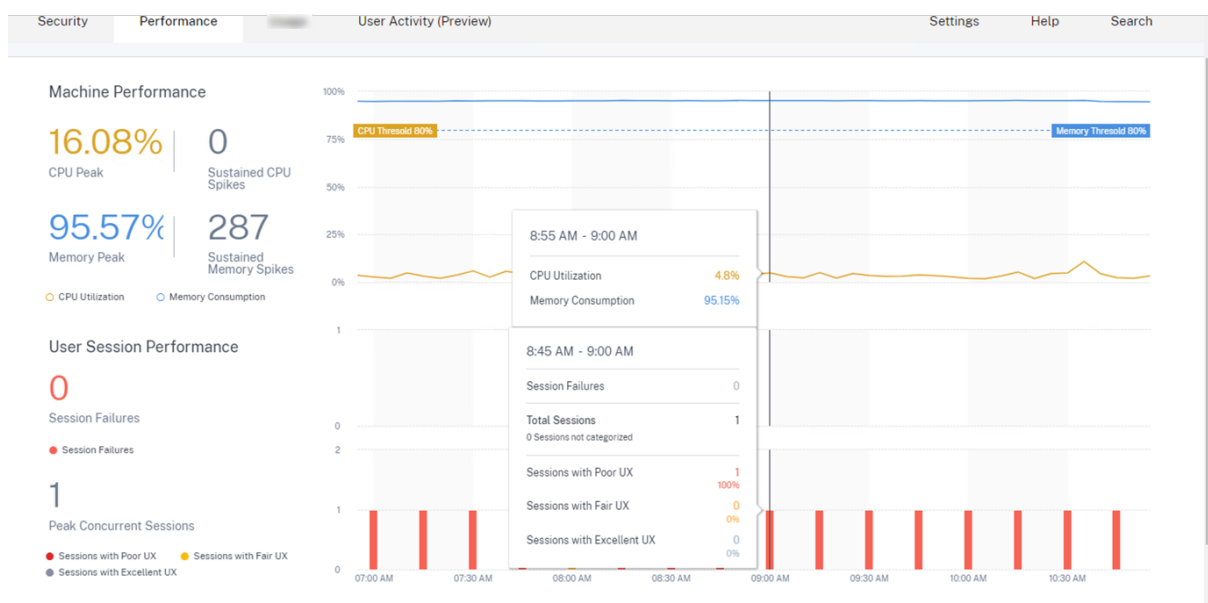 Security Performance User Activity (Preview) Settings Help Search
Machine Performance
16.08%
CPU Peak
0
Sustained CPU
Spikes
95.57%
Memory Peak
287
Sustained
Memory Spikes
CPU Utilization Memory Consumption
100%
75%
50%
25%
0%
CPU Thresold 80%
Memory Thresold 80%
8:55 AM - 9:00 AM
CPU Utilization 4.8%
Memory Consumption 95.15%
User Session Performance
0
Session Failures
Session Failures
1
0
1
Peak Concurrent Sessions
Sessions with Poor UX Sessions with Fair UX
Sessions with Excellent UX
2
1
0
8:45 AM - 9:00 AM
Session Failures 0
Total Sessions 1
0 Sessions not categorized
Sessions with Poor UX 1
100%
Sessions with Fair UX 0
0%
Sessions with Excellent UX 0
0%
07:00 AM 07:30 AM 08:00 AM 08:30 AM 09:00 AM 09:30 AM 10:00 AM 10:30 AM